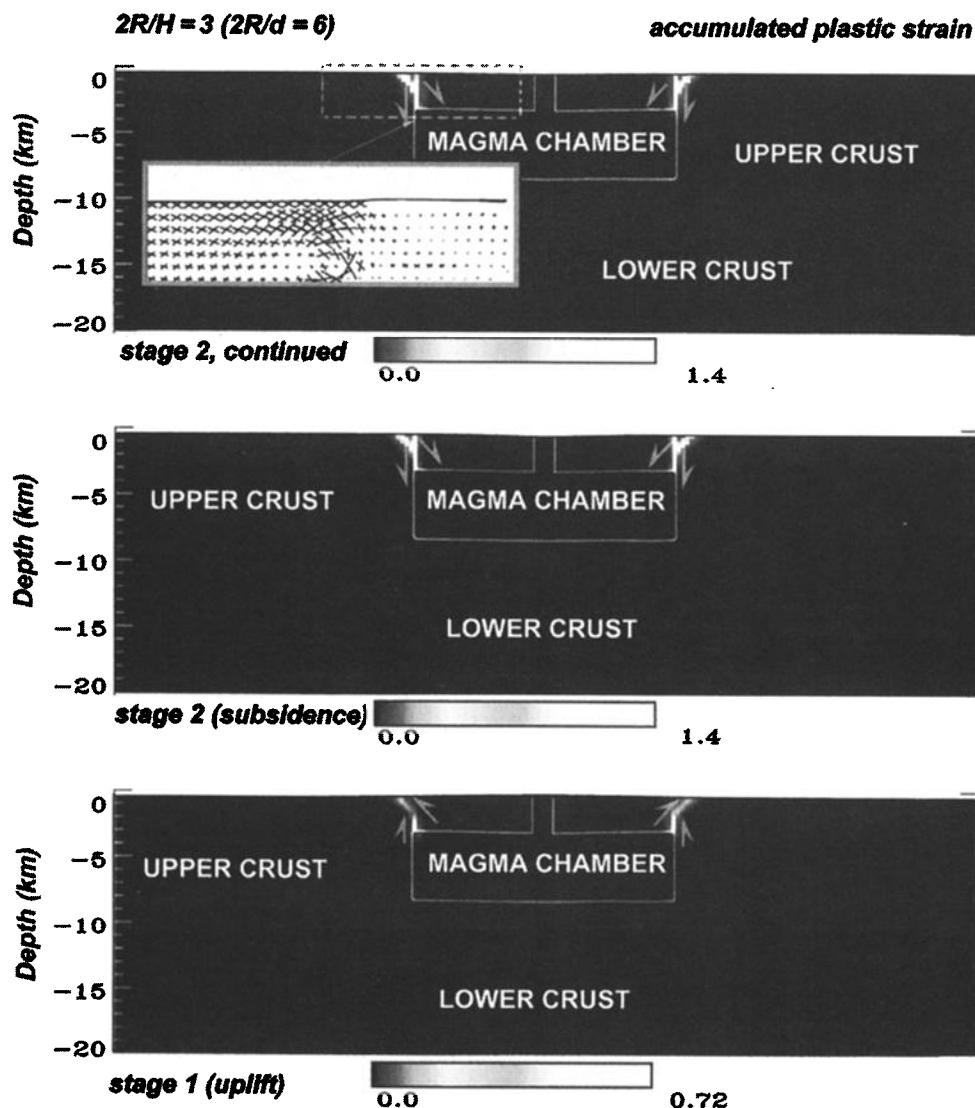 2R/H = 3 (2R/d = 6) accumulated plastic strain
0
−5
−10
−15
−20
Depth (km)
MAGMA CHAMBER
UPPER CRUST
LOWER CRUST
stage 2, continued
0.0 1.4
0
−5
−10
−15
−20
Depth (km)
UPPER CRUST
MAGMA CHAMBER
LOWER CRUST
stage 2 (subsidence)
0.0 1.4
0
−5
−10
−15
−20
Depth (km)
UPPER CRUST
MAGMA CHAMBER
LOWER CRUST
stage 1 (uplift)
0.0 0.72